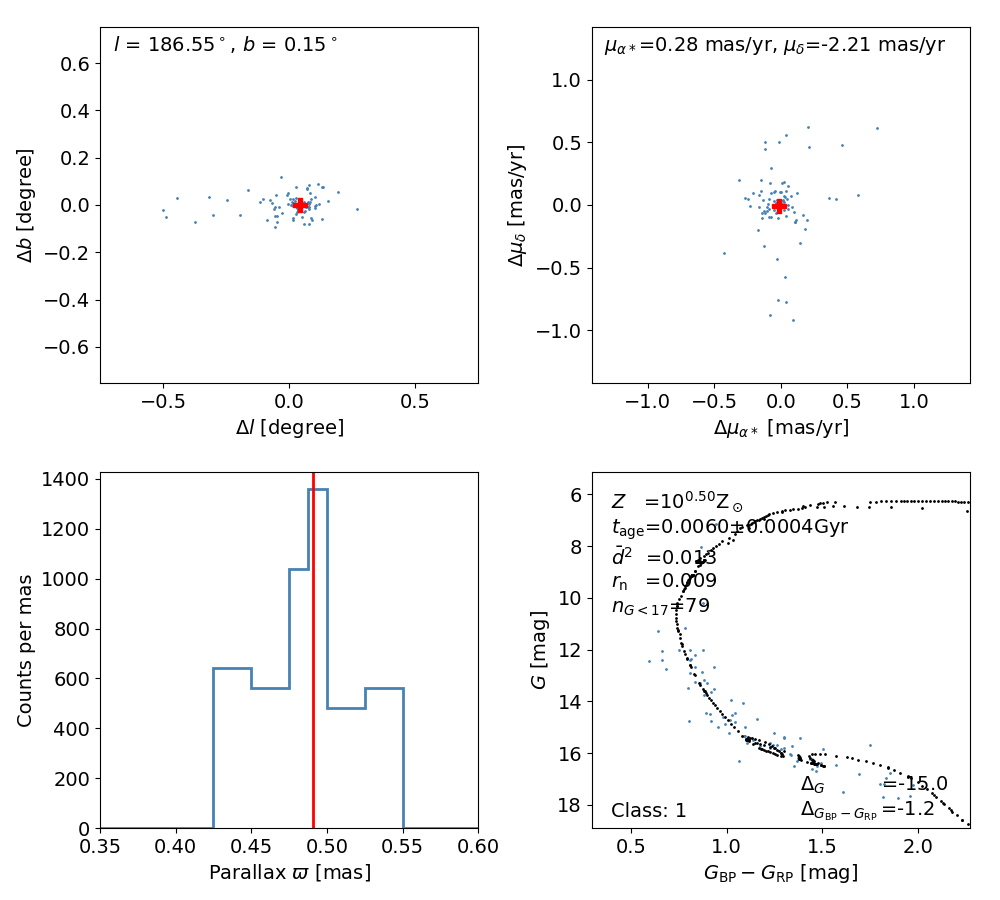 l = 186.55°, b = 0.15°
0.6
0.4
0.2
0.0
−0.2
−0.4
−0.6
Δb [degree]
−0.5
0.0
0.5
Δl [degree]
μα*=0.28 mas/yr, μδ=-2.21 mas/yr
1.0
0.5
0.0
−0.5
−1.0
Δμδ [mas/yr]
−1.0
−0.5
0.0
0.5
1.0
Δμα* [mas/yr]
1400
1200
1000
800
600
400
200
0
Counts per mas
0.35
0.40
0.45
0.50
0.55
0.60
Parallax ϖ [mas]
Z =10^0.50 Z⊙
t_age=0.0060±0.0004Gyr
d̄² =0.013
r_n =0.009
n_G<17=79
Δ_G =-15.0
Δ_GBP−GRP =-1.2
Class: 1
6
8
10
12
14
16
18
G [mag]
0.5
1.0
1.5
2.0
G_BP − G_RP [mag]